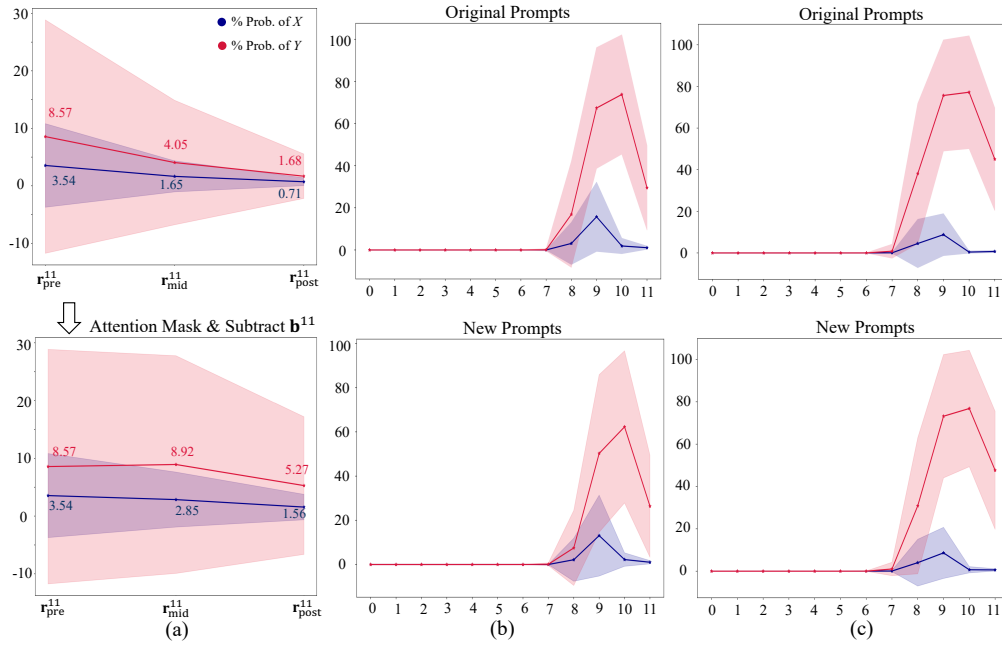 % Prob. of X
% Prob. of Y
30
20
10
0
-10
8.57
4.05
1.68
3.54
1.65
0.71
r^11_pre
r^11_mid
r^11_post
Attention Mask & Subtract b^11
30
20
10
0
-10
8.57
8.92
5.27
3.54
2.85
1.56
r^11_pre
r^11_mid
r^11_post
(a)
Original Prompts
100
80
60
40
20
0
0 1 2 3 4 5 6 7 8 9 10 11
New Prompts
100
80
60
40
20
0
0 1 2 3 4 5 6 7 8 9 10 11
(b)
Original Prompts
100
80
60
40
20
0
0 1 2 3 4 5 6 7 8 9 10 11
New Prompts
100
80
60
40
20
0
0 1 2 3 4 5 6 7 8 9 10 11
(c)